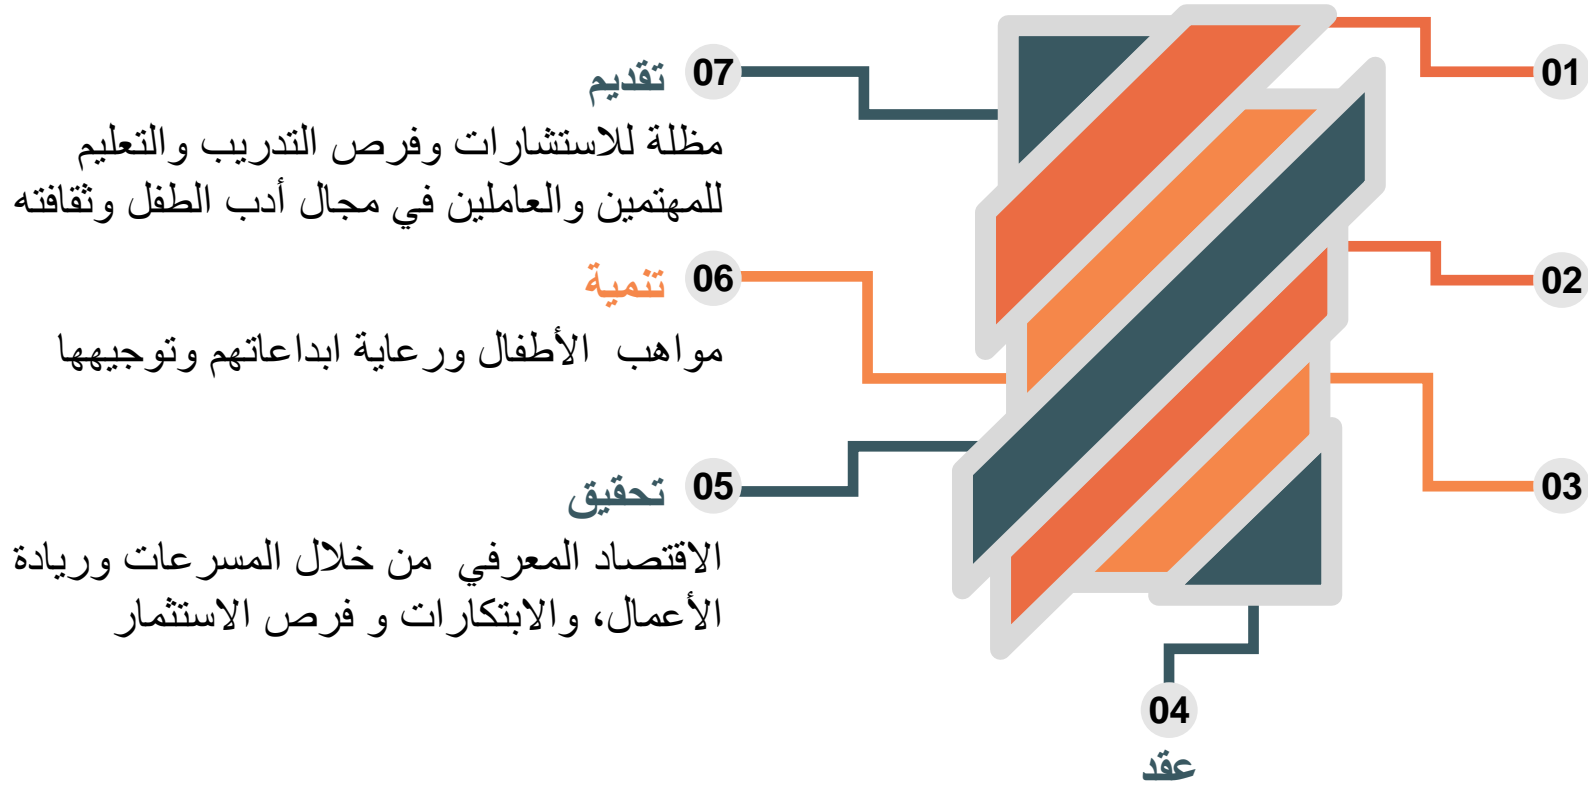 01
02
03
04
عقد
05 تحقيق
الاقتصاد المعرفي من خلال المسرعات وريادة
الأعمال، والابتكارات و فرص الاستثمار
06 تنمية
مواهب الأطفال ورعاية ابداعاتهم وتوجيهها
07 تقديم
مظلة للاستشارات وفرص التدريب والتعليم
للمهتمين والعاملين في مجال أدب الطفل وثقافته